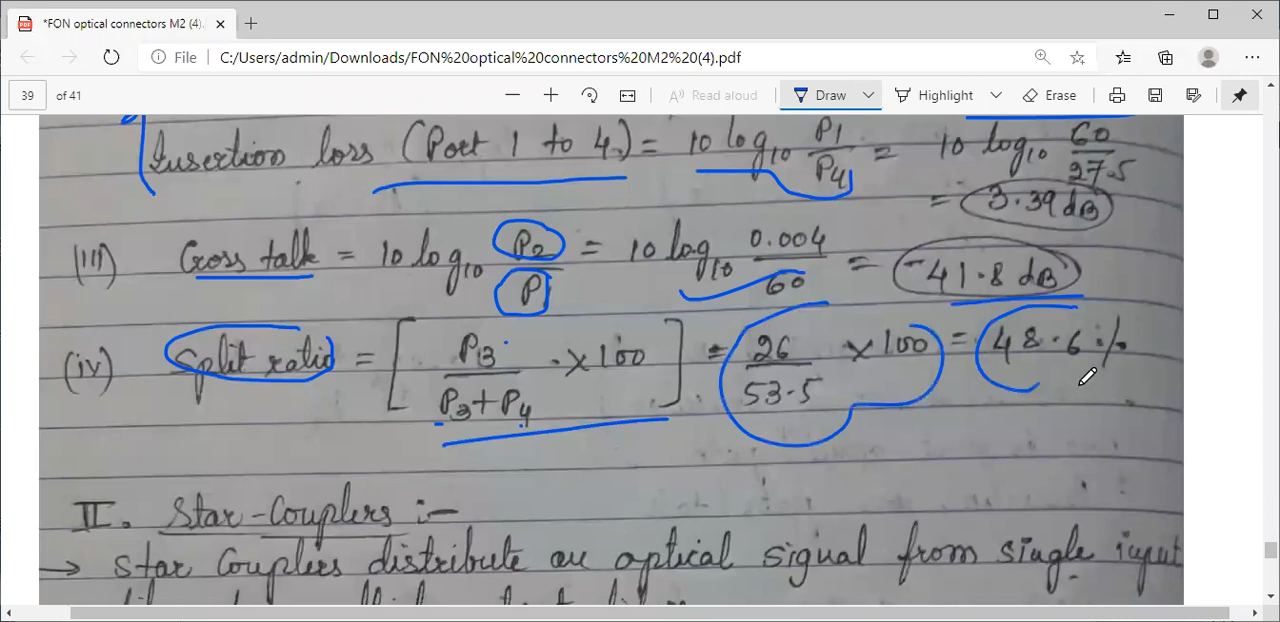 *FON optical connectors M2 (4).
File C:/Users/admin/Downloads/FON%20optical%20connectors%20M2%20(4).pdf
39 of 41 Read aloud Draw Highlight Erase
Insertion loss (Port 1 to 4) = 10 log10 P1/P4 = 10 log10 60/27.5
= 3.39 dB
(iii) Cross talk = 10 log10 P2/P1 = 10 log10 0.004/60 = -41.8 dB
(iv) Split ratio = [P3/P3+P4 × 100] = 26/53.5 × 100 = 48.6 %
II. Star-Couplers :-
→ Star Couplers distribute an optical signal from single input